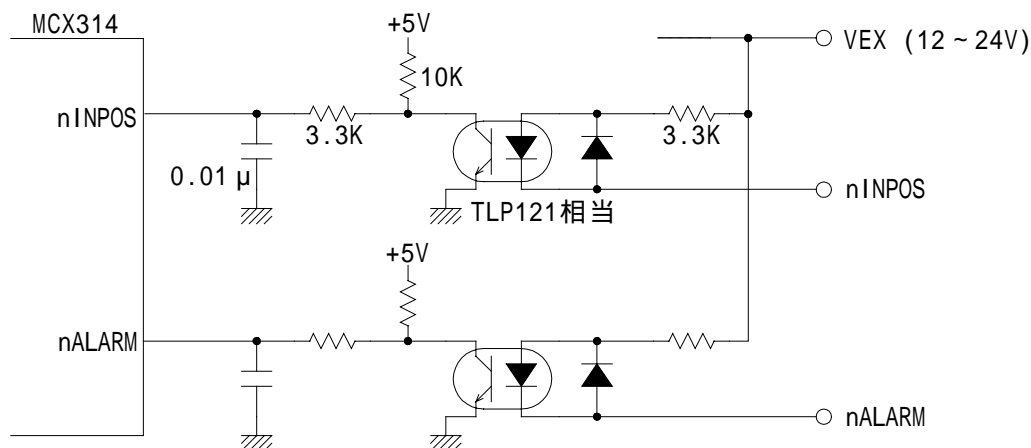 MCX314
+5V
VEX (12~24V)
10K
nINPOS
3.3K
3.3K
0.01μ
nINPOS
TLP121相当
+5V
nALARM
nALARM